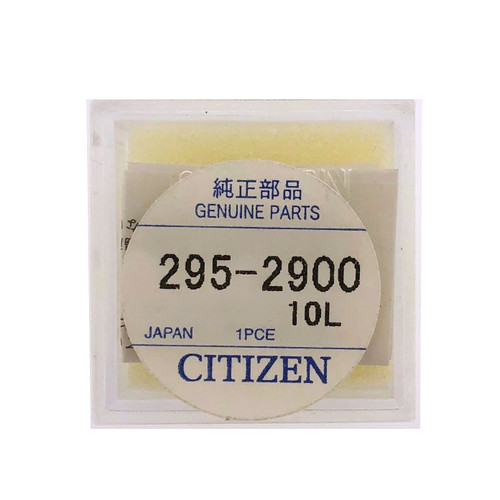 純正部品
GENUINE PARTS
295-2900
10L
JAPAN 1PCE
CITIZEN